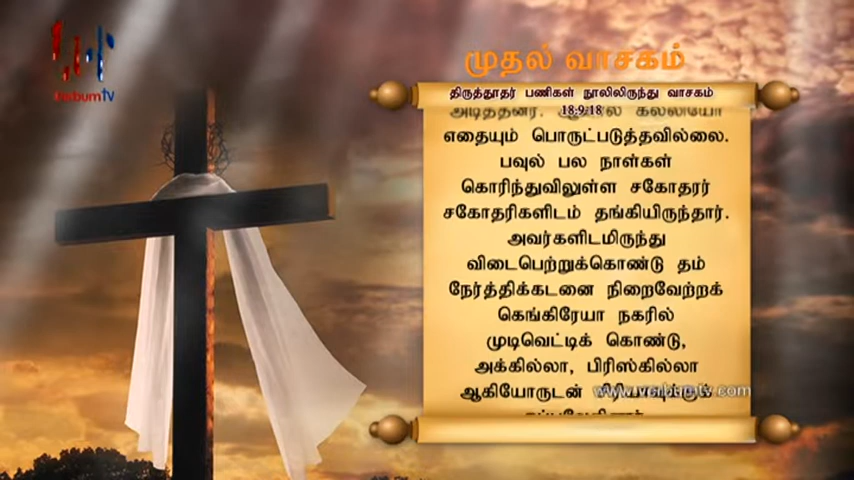 முதல் வாசகம்
திருத்தூதர் பணிகள் நூலிலிருந்து வாசகம்
18:9.18
எதையும் பொருட்படுத்தவில்லை.
பவுல் பல நாள்கள்
கொரிந்துவிலுள்ள சகோதரர்
சகோதரிகளிடம் தங்கியிருந்தார்.
அவர்களிடமிருந்து
விடைபெற்றுக்கொண்டு தம்
நேர்த்திக்கடனை நிறைவேற்றக்
கெங்கிரேயா நகரில்
முடிவெட்டிக் கொண்டு,
அக்கில்லா, பிரிஸ்கில்லா
ஆகியோருடன்